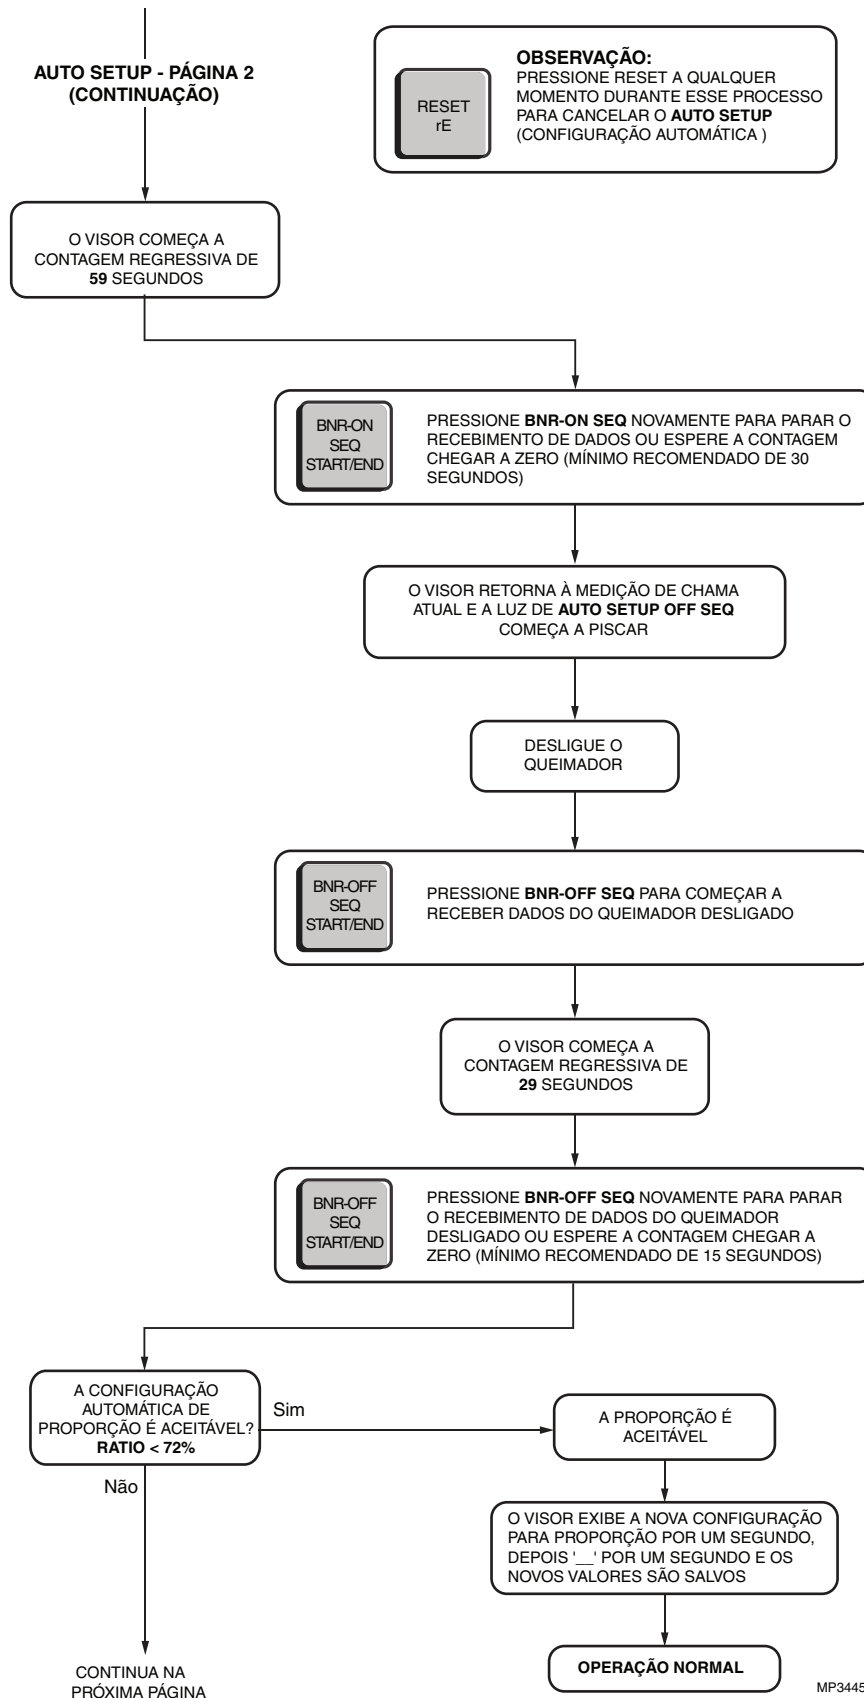 AUTO SETUP - PÁGINA 2
(CONTINUAÇÃO)
RESET
rE
OBSERVAÇÃO:
PRESSIONE RESET A QUALQUER
MOMENTO DURANTE ESSE PROCESSO
PARA CANCELAR O AUTO SETUP
(CONFIGURAÇÃO AUTOMÁTICA )
O VISOR COMEÇA A
CONTAGEM REGRESSIVA DE
59 SEGUNDOS
BNR-ON
SEQ
START/END
PRESSIONE BNR-ON SEQ NOVAMENTE PARA PARAR O
RECEBIMENTO DE DADOS OU ESPERE A CONTAGEM
CHEGAR A ZERO (MÍNIMO RECOMENDADO DE 30
SEGUNDOS)
O VISOR RETORNA À MEDIÇÃO DE CHAMA
ATUAL E A LUZ DE AUTO SETUP OFF SEQ
COMEÇA A PISCAR
DESLIGUE O
QUEIMADOR
BNR-OFF
SEQ
START/END
PRESSIONE BNR-OFF SEQ PARA COMEÇAR A
RECEBER DADOS DO QUEIMADOR DESLIGADO
O VISOR COMEÇA A
CONTAGEM REGRESSIVA DE
29 SEGUNDOS
BNR-OFF
SEQ
START/END
PRESSIONE BNR-OFF SEQ NOVAMENTE PARA PARAR
O RECEBIMENTO DE DADOS DO QUEIMADOR
DESLIGADO OU ESPERE A CONTAGEM CHEGAR A
ZERO (MÍNIMO RECOMENDADO DE 15 SEGUNDOS)
A CONFIGURAÇÃO
AUTOMÁTICA DE
PROPORÇÃO É ACEITÁVEL?
RATIO < 72%
Sim
Não
A PROPORÇÃO É
ACEITÁVEL
O VISOR EXIBE A NOVA CONFIGURAÇÃO
PARA PROPORÇÃO POR UM SEGUNDO,
DEPOIS '__' POR UM SEGUNDO E OS
NOVOS VALORES SÃO SALVOS
OPERAÇÃO NORMAL
CONTINUA NA
PRÓXIMA PÁGINA
MP3445